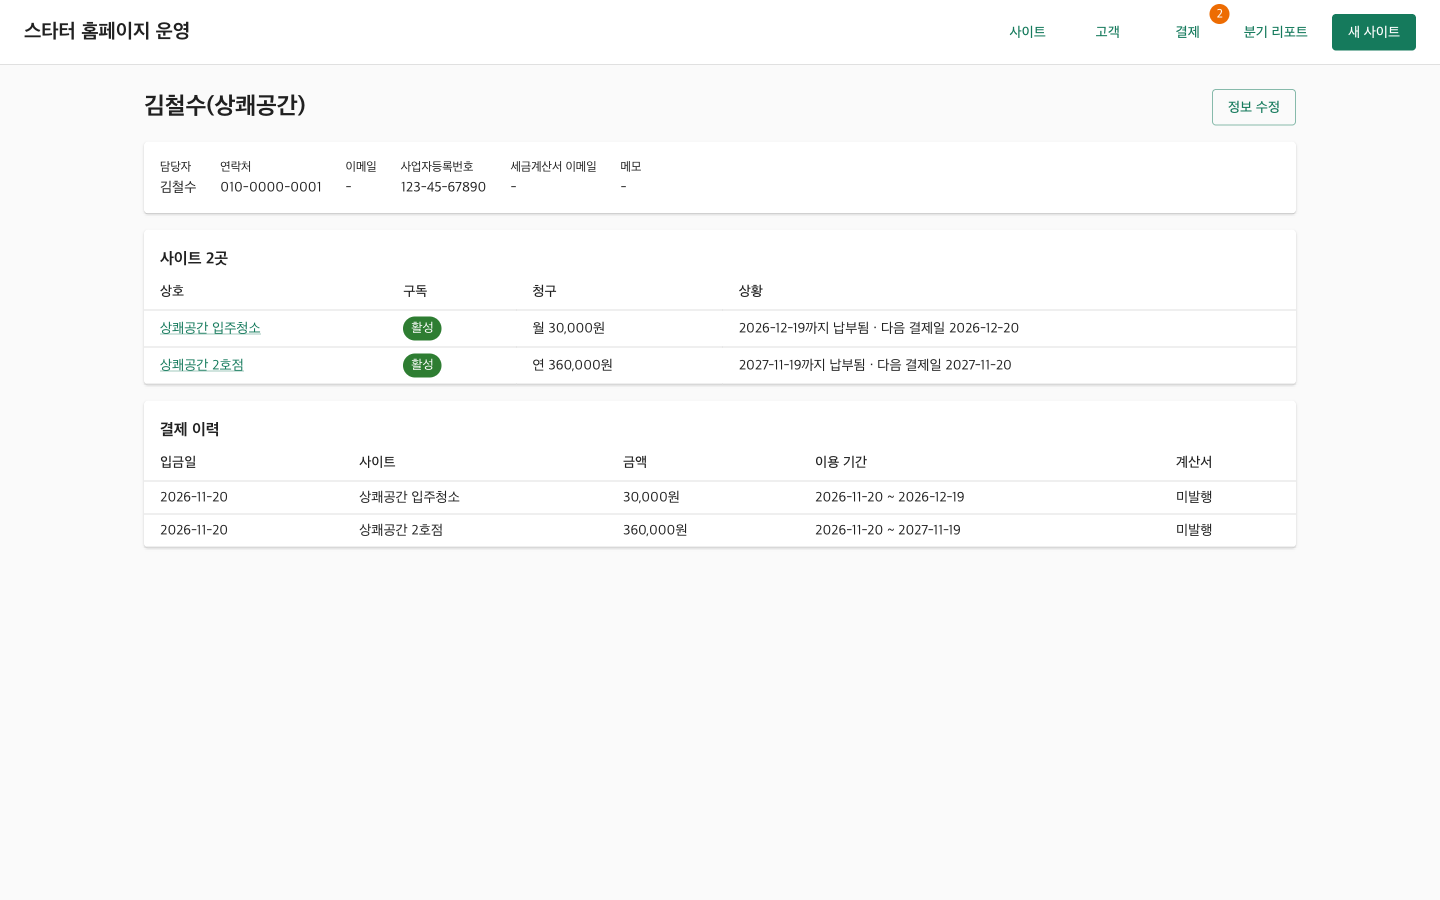 스타터 홈페이지 운영 사이트 고객 결제 2 분기 리포트 새 사이트
김철수(상쾌공간) 정보 수정
담당자 연락처 이메일 사업자등록번호 세금계산서 이메일 메모
김철수 010-0000-0001 - 123-45-67890 - -
사이트 2곳
상호 구독 청구 상황
상쾌공간 입주청소 활성 월 30,000원 2026-12-19까지 납부됨 · 다음 결제일 2026-12-20
상쾌공간 2호점 활성 연 360,000원 2027-11-19까지 납부됨 · 다음 결제일 2027-11-20
결제 이력
입금일 사이트 금액 이용 기간 계산서
2026-11-20 상쾌공간 입주청소 30,000원 2026-11-20 ~ 2026-12-19 미발행
2026-11-20 상쾌공간 2호점 360,000원 2026-11-20 ~ 2027-11-19 미발행